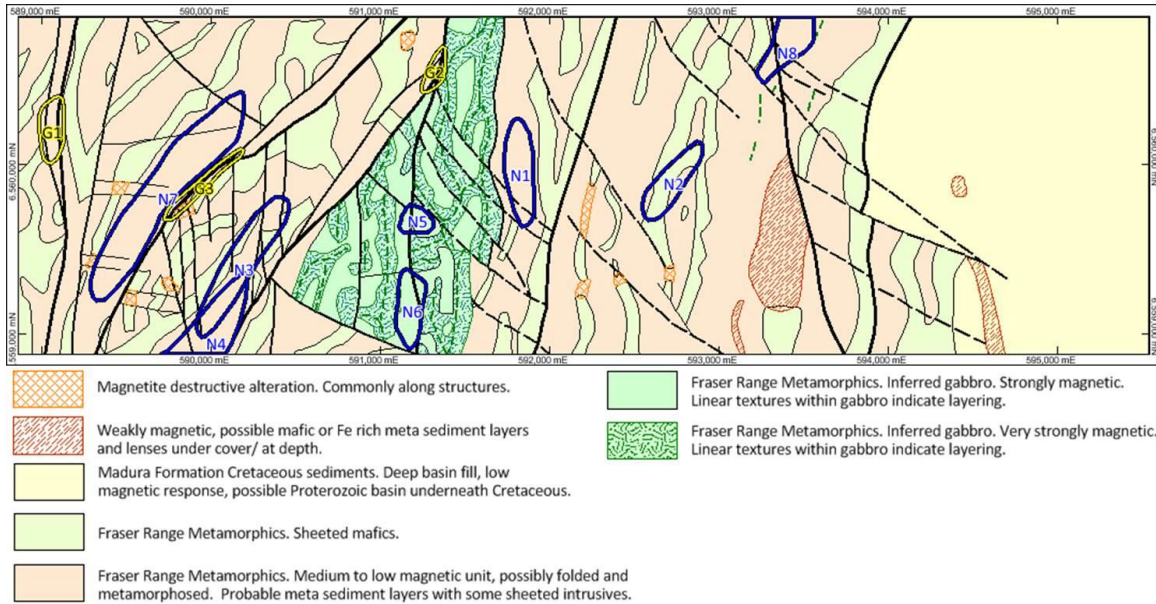 589,000 mE
590,000 mE
591,000 mE
592,000 mE
593,000 mE
594,000 mE
595,000 mE
6,560,000 mN
G1
G2
G3
N7
N3
N4
N5
N6
N1
N2
N8
6,560,000 mN
6,559,000 mN
590,000 mE
591,000 mE
592,000 mE
593,000 mE
594,000 mE
595,000 mE
Magnetite destructive alteration. Commonly along structures.
Weakly magnetic, possible mafic or Fe rich meta sediment layers
and lenses under cover/ at depth.
Madura Formation Cretaceous sediments. Deep basin fill, low
magnetic response, possible Proterozoic basin underneath Cretaceous.
Fraser Range Metamorphics. Sheeted mafics.
Fraser Range Metamorphics. Medium to low magnetic unit, possibly folded and
metamorphosed. Probable meta sediment layers with some sheeted intrusives.
Fraser Range Metamorphics. Inferred gabbro. Strongly magnetic.
Linear textures within gabbro indicate layering.
Fraser Range Metamorphics. Inferred gabbro. Very strongly magnetic.
Linear textures within gabbro indicate layering.